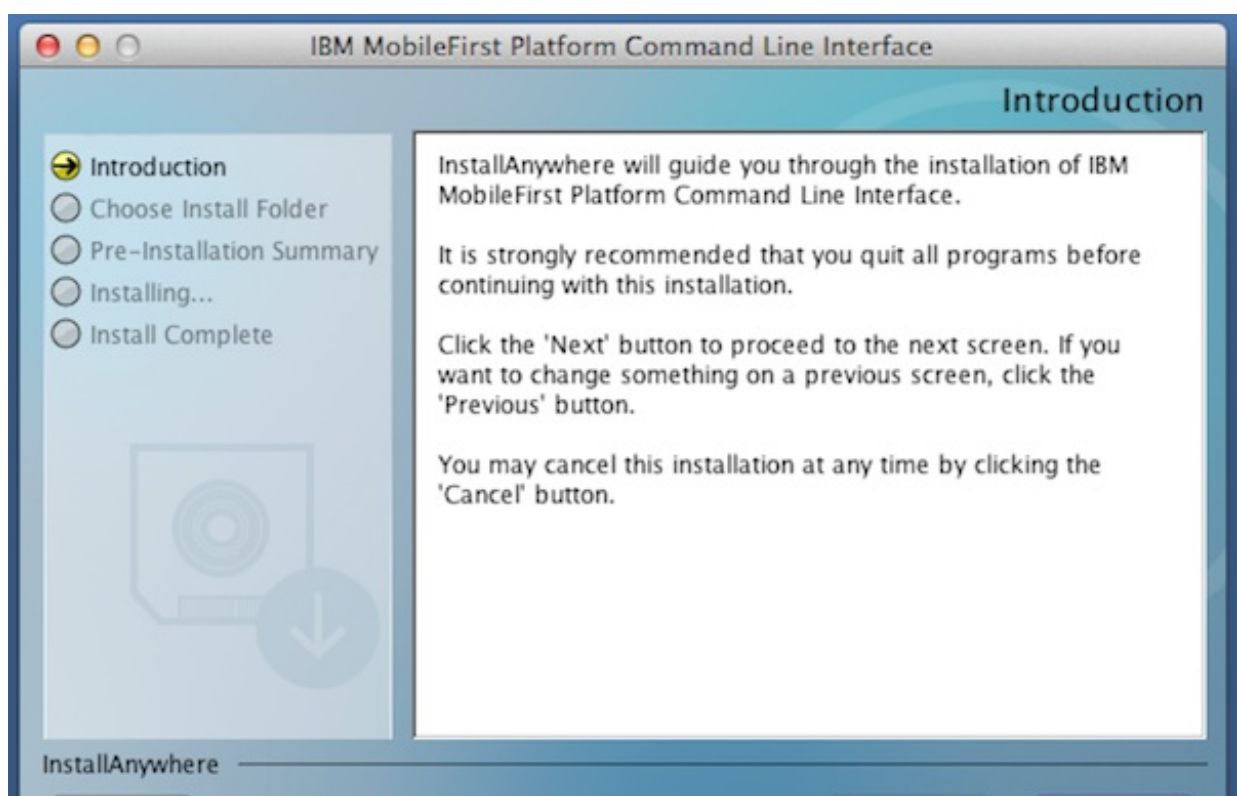 IBM MobileFirst Platform Command Line Interface
Introduction
Introduction
Choose Install Folder
Pre-Installation Summary
Installing...
Install Complete
InstallAnywhere will guide you through the installation of IBM
MobileFirst Platform Command Line Interface.
It is strongly recommended that you quit all programs before
continuing with this installation.
Click the 'Next' button to proceed to the next screen. If you
want to change something on a previous screen, click the
'Previous' button.
You may cancel this installation at any time by clicking the
'Cancel' button.
InstallAnywhere